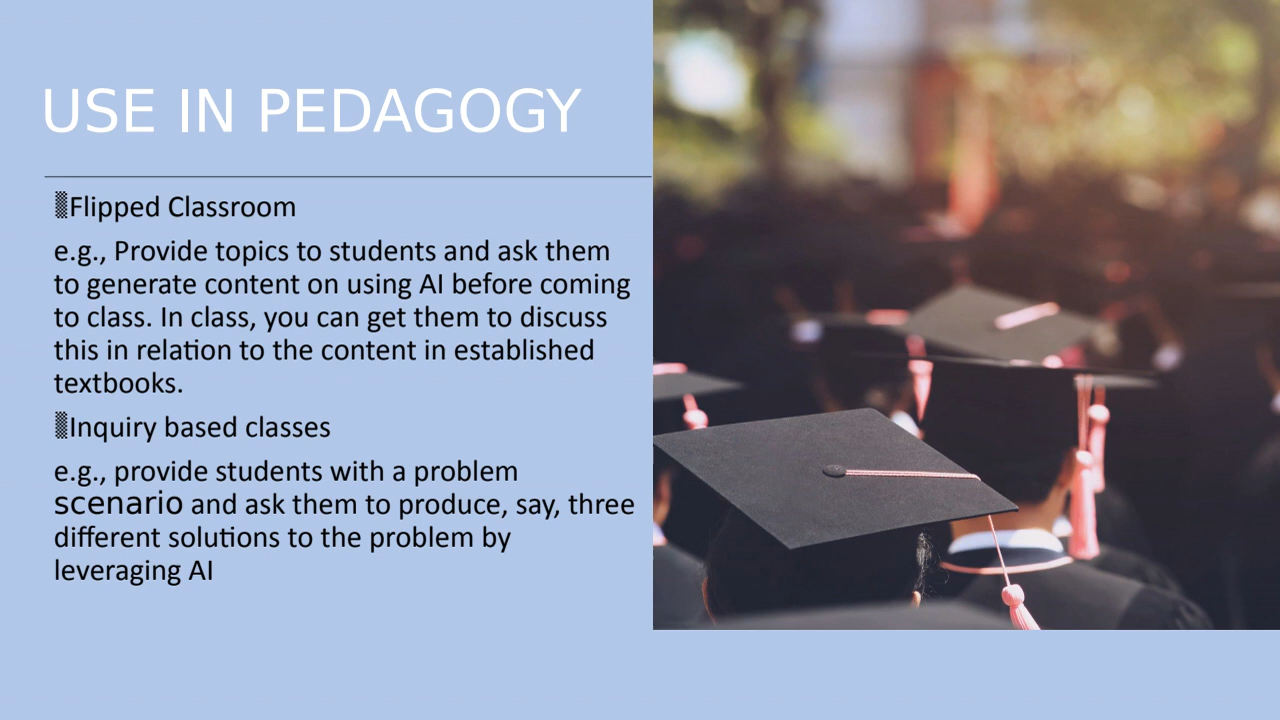 USE IN PEDAGOGY
▒Flipped Classroom
e.g., Provide topics to students and ask them
to generate content on using AI before coming
to class. In class, you can get them to discuss
this in relation to the content in established
textbooks.
▒Inquiry based classes
e.g., provide students with a problem
scenario and ask them to produce, say, three
different solutions to the problem by
leveraging AI